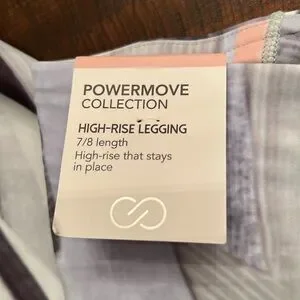 POWERMOVE
COLLECTION
HIGH-RISE LEGGING
7/8 length
High-rise that stays
in place